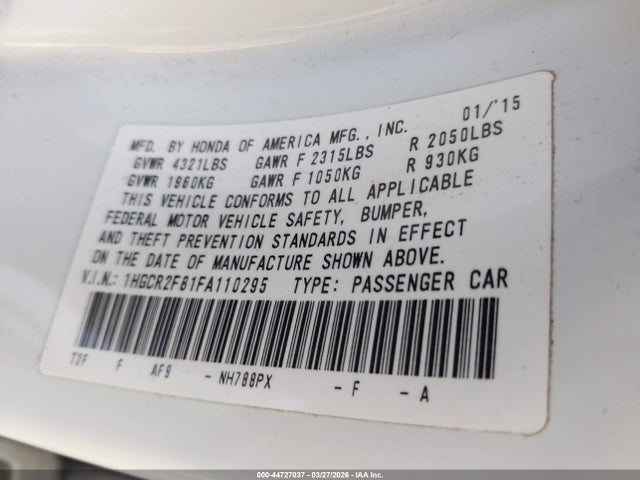 MFD. BY HONDA OF AMERICA MFG., INC. 01/'15
GVWR 4321LBS GAWR F 2315LBS R 2050LBS
GVWR 1960KG GAWR F 1050KG R 930KG
THIS VEHICLE CONFORMS TO ALL APPLICABLE
FEDERAL MOTOR VEHICLE SAFETY, BUMPER,
AND THEFT PREVENTION STANDARDS IN EFFECT
ON THE DATE OF MANUFACTURE SHOWN ABOVE.
V.I.N.: 1HGCR2F81FA110295 TYPE: PASSENGER CAR
T2F F AF9 - NH788PX - F - A
000-44727037 - 03/27/2026 - IAA Inc.